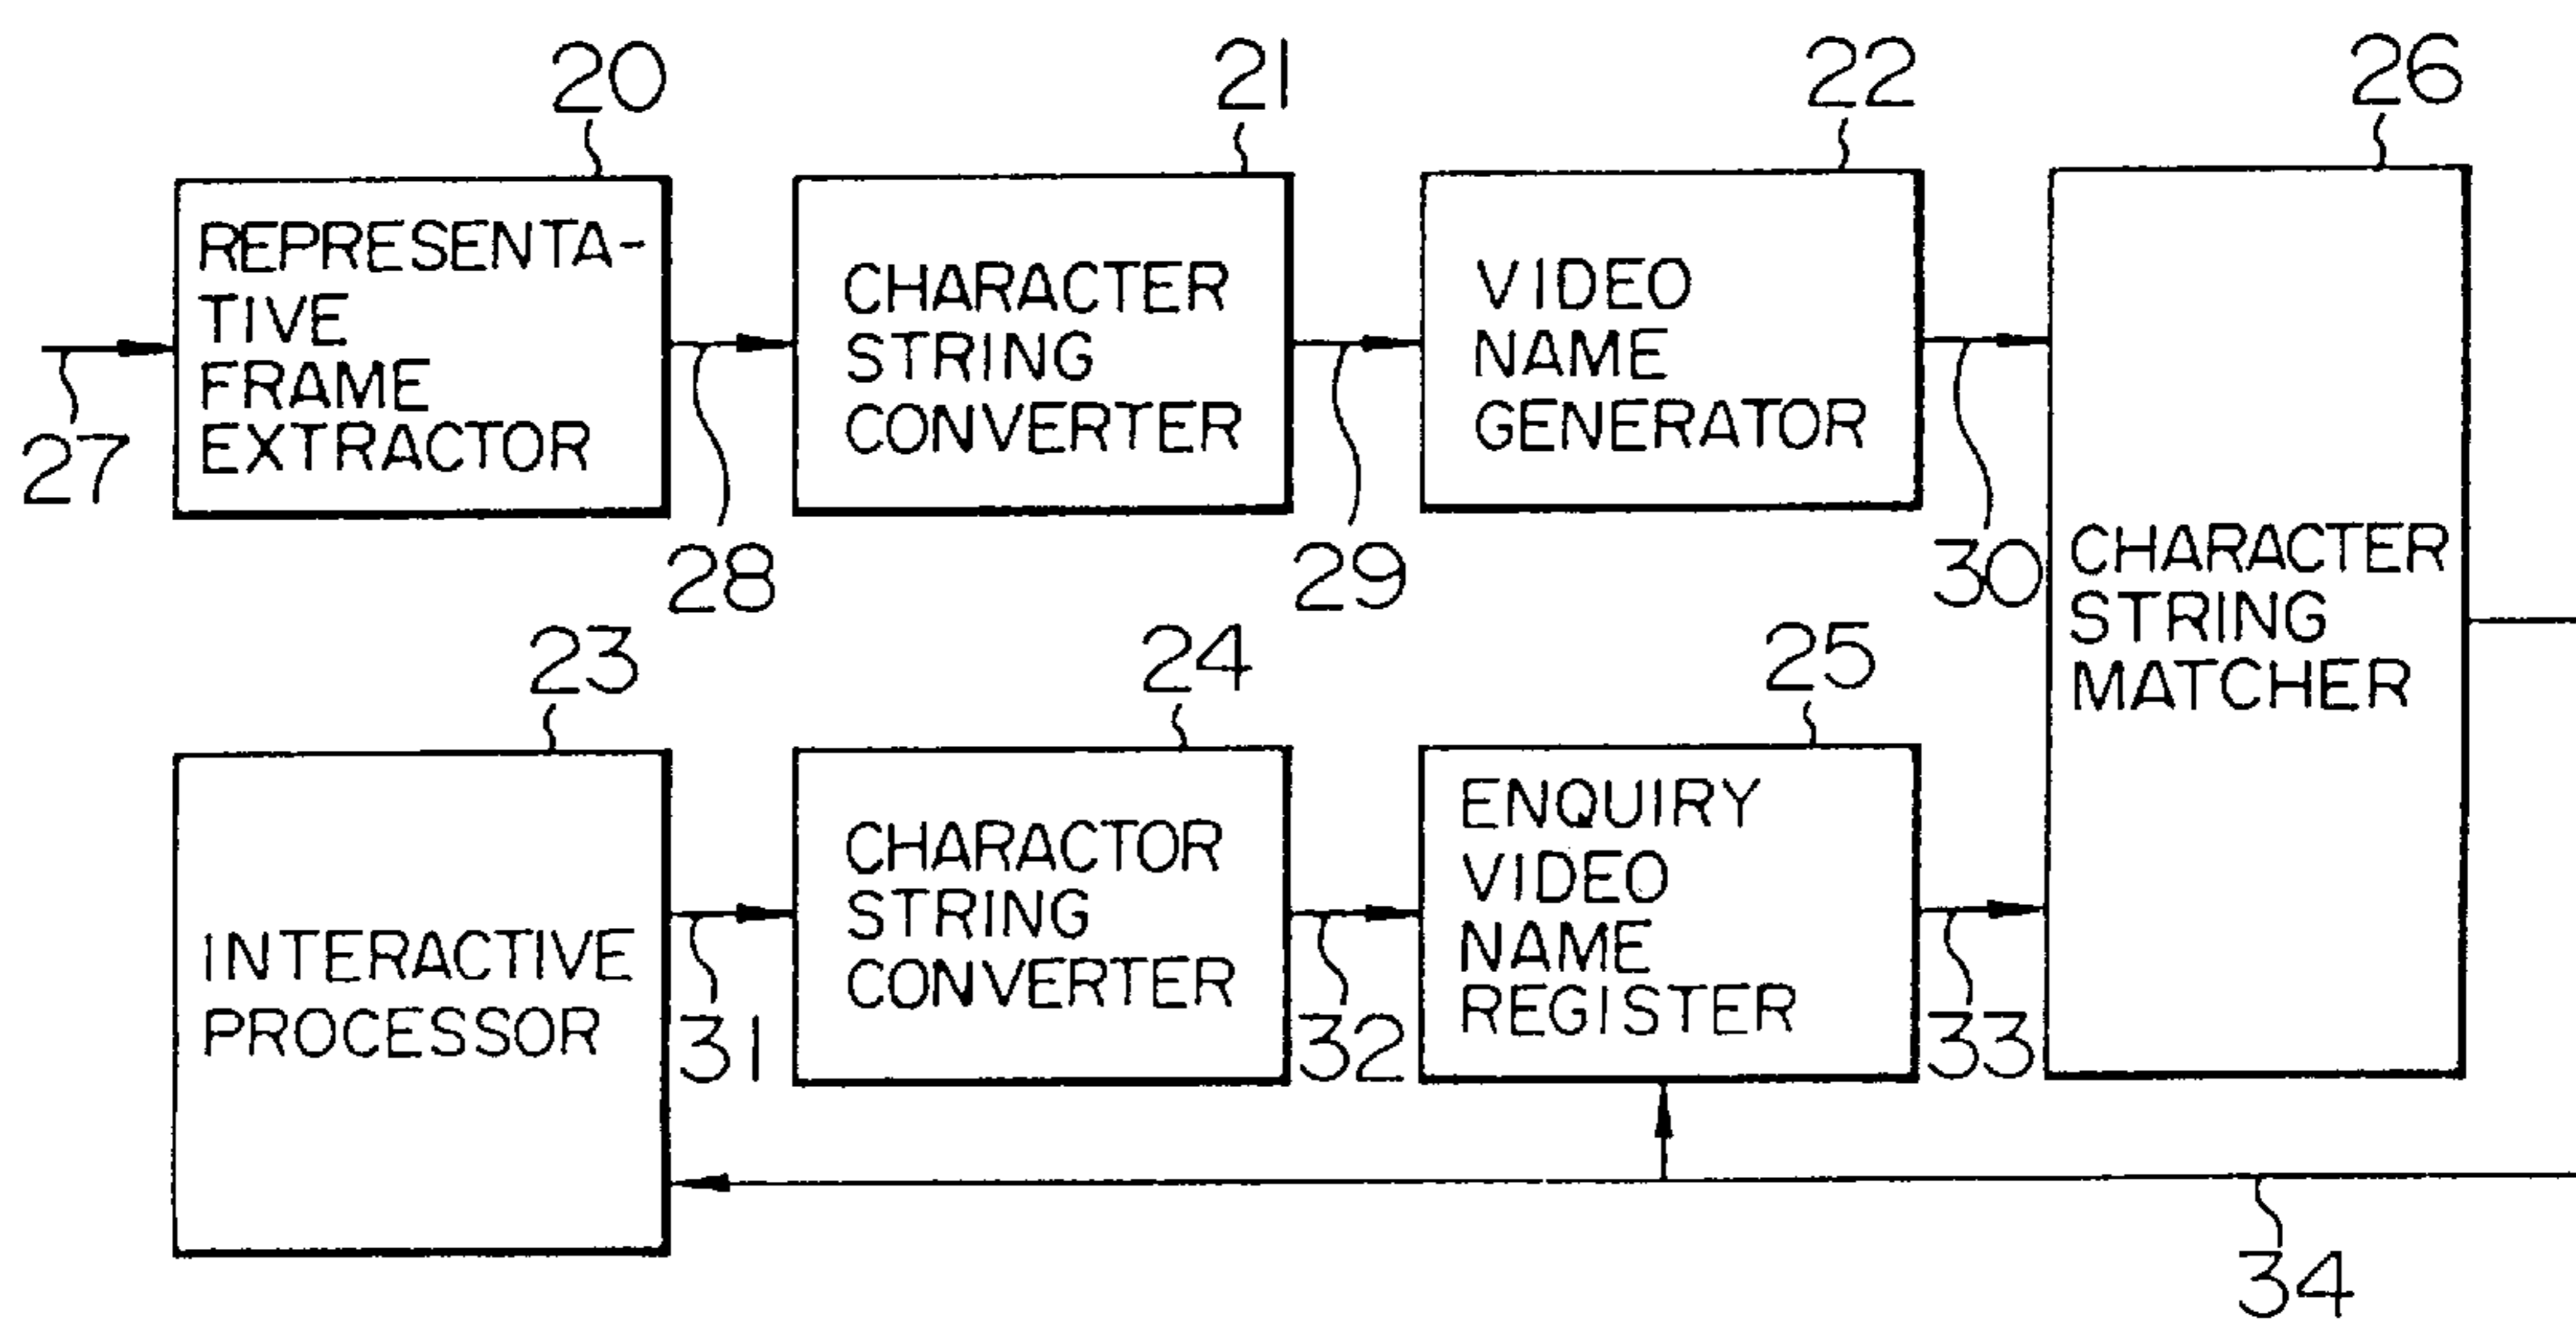 20
21
22
26
REPRESENTA-
TIVE
FRAME
EXTRACTOR
CHARACTER
STRING
CONVERTER
VIDEO
NAME
GENERATOR
CHARACTER
STRING
MATCHER
27
28
29
30
23
24
25
INTERACTIVE
PROCESSOR
CHARACTOR
STRING
CONVERTER
ENQUIRY
VIDEO
NAME
REGISTER
31
32
33
34